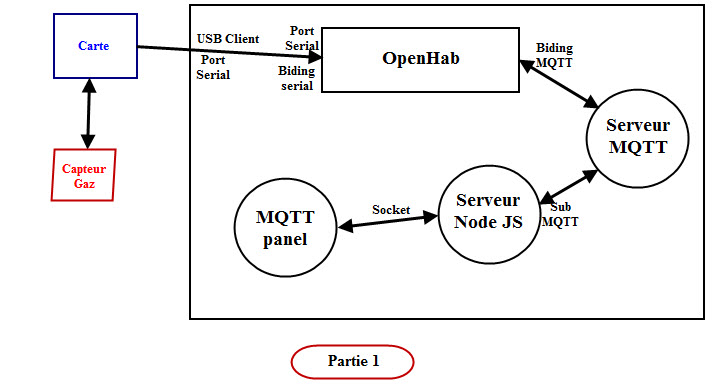 Carte
USB Client
Port
Serial
Port
Serial
Biding
serial
OpenHab
Biding
MQTT
Serveur
MQTT
Capteur
Gaz
MQTT
panel
Socket
Serveur
Node JS
Sub
MQTT
Partie 1